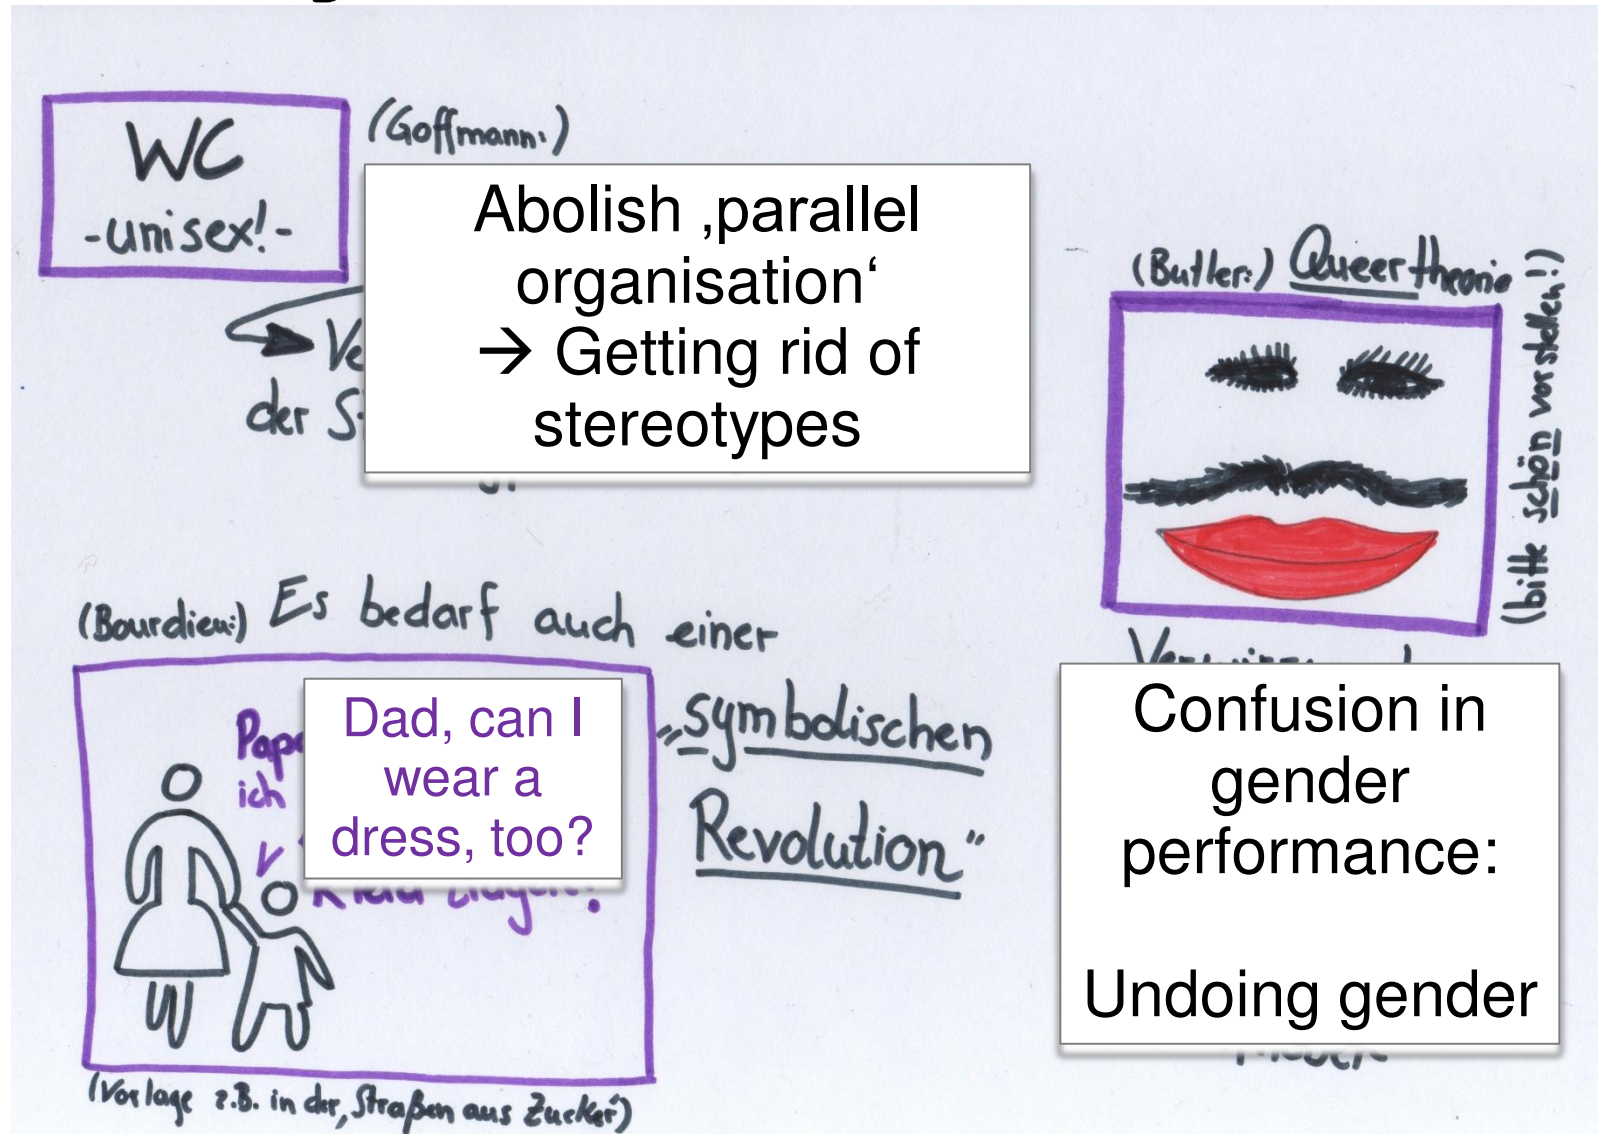 WC
-unisex!-
(Goffmann:)
Abolish ‚parallel
organisation‘
→ Getting rid of
stereotypes
der
(Butler:) Queertheorie
(bitte schön vorstellen!)
Confusion in
gender
performance:
Undoing gender
(Bourdieu:) Es bedarf auch einer
„symbolischen
Revolution“
ich
Dad, can I
wear a
dress, too?
(Vorlage z.B. in der ‚Straßen aus Zucker‘)